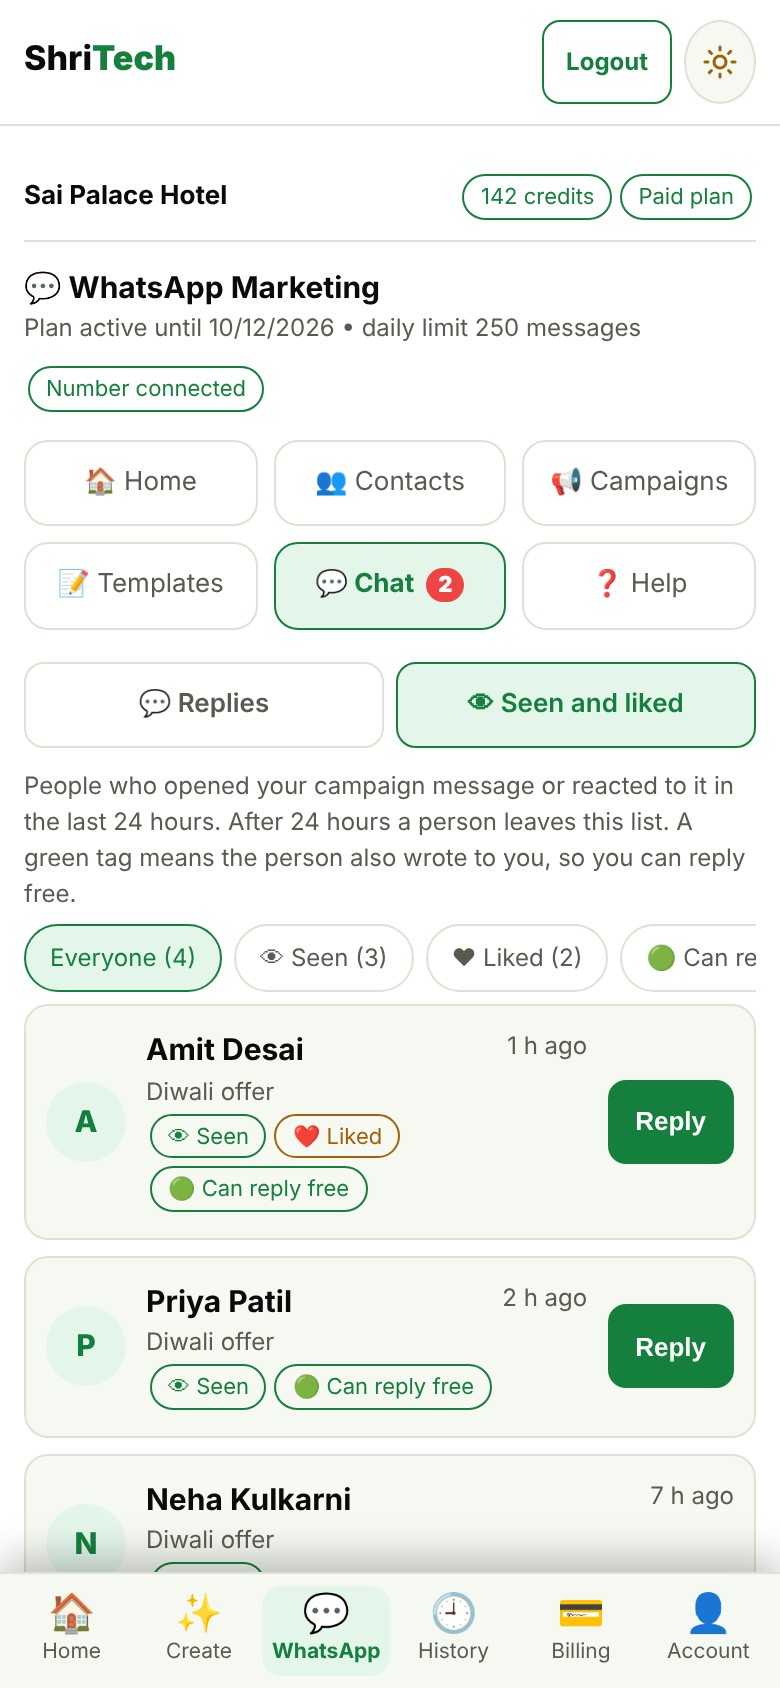 ShriTech
Logout
Sai Palace Hotel
142 credits
Paid plan
WhatsApp Marketing
Plan active until 10/12/2026 • daily limit 250 messages
Number connected
Home
Contacts
Campaigns
Templates
Chat 2
Help
Replies
Seen and liked
People who opened your campaign message or reacted to it in
the last 24 hours. After 24 hours a person leaves this list. A
green tag means the person also wrote to you, so you can reply
free.
Everyone (4)
Seen (3)
Liked (2)
Can re
Amit Desai
1 h ago
Diwali offer
A
Seen
Liked
Reply
Can reply free
Priya Patil
2 h ago
Diwali offer
P
Reply
Seen
Can reply free
Neha Kulkarni
7 h ago
Diwali offer
N
Home
Create
WhatsApp
History
Billing
Account